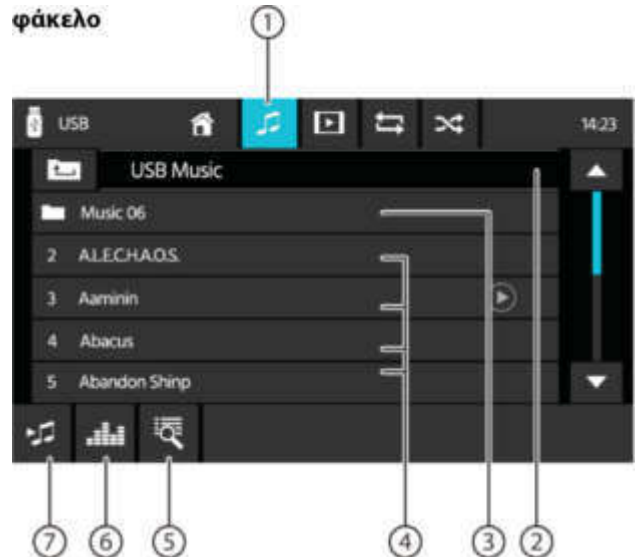 φάκελο
1
USB 14:23
USB Music
Music 06
2 A.L.E.C.H.A.O.S.
3 Aaminin
4 Abacus
5 Abandon Shinp
7 6 5 4 3 2